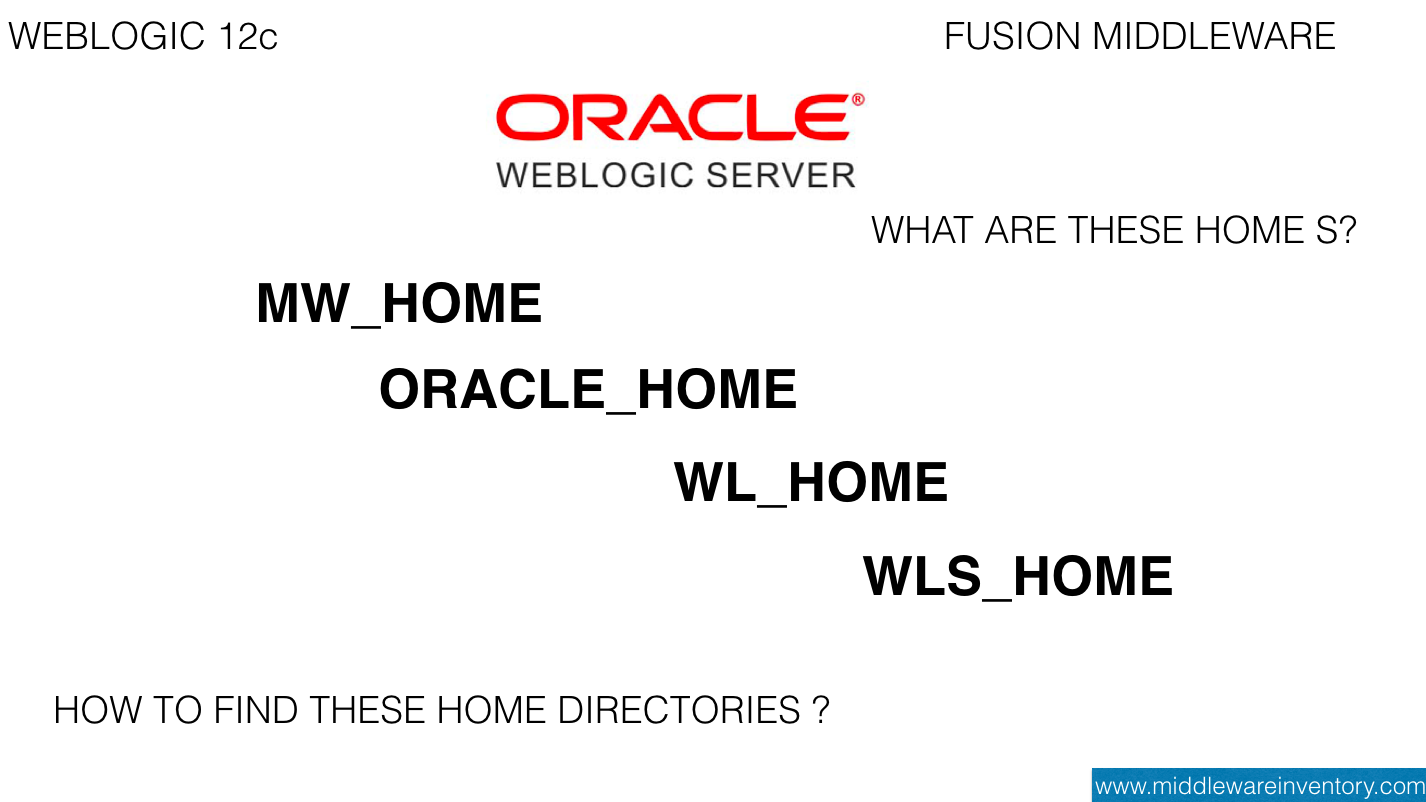 WEBLOGIC 12c
FUSION MIDDLEWARE
ORACLE®
WEBLOGIC SERVER
WHAT ARE THESE HOME S?
MW_HOME
ORACLE_HOME
WL_HOME
WLS_HOME
HOW TO FIND THESE HOME DIRECTORIES ?
www.middlewareinventory.com